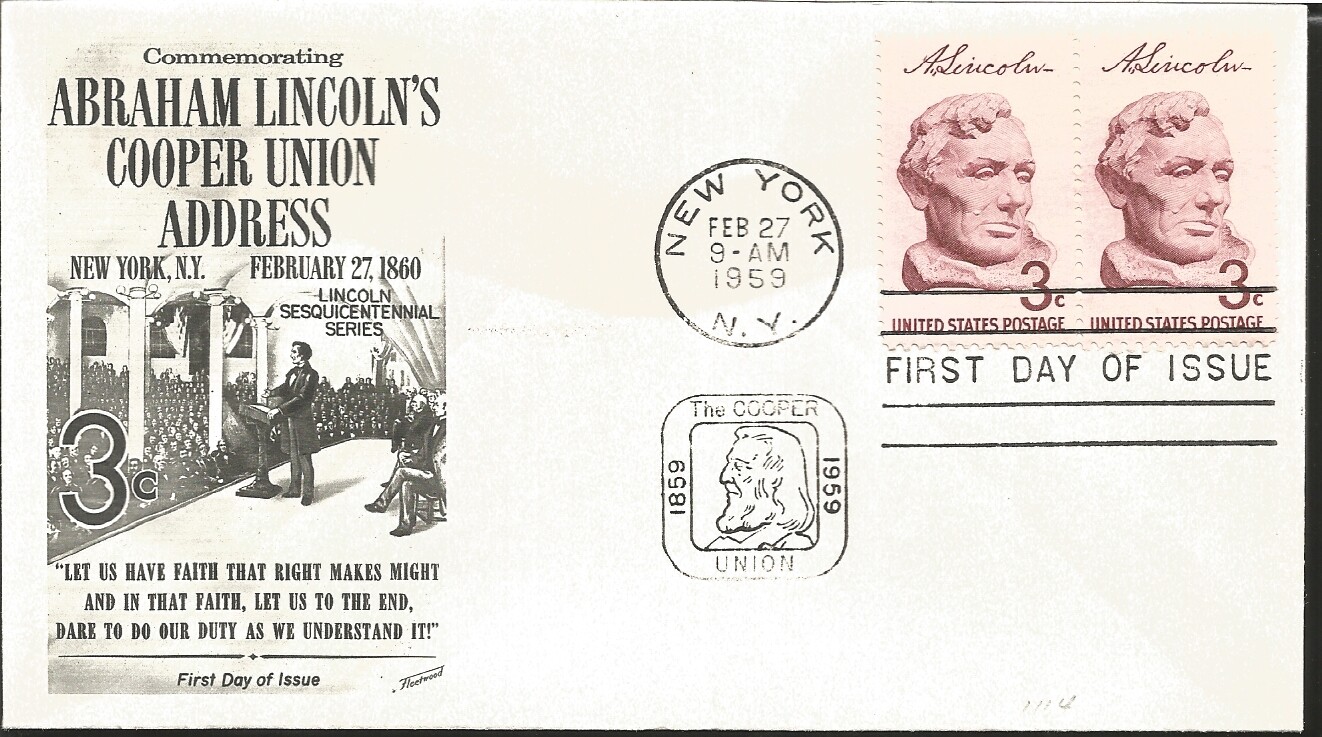 Commemorating
ABRAHAM LINCOLN'S
COOPER UNION
ADDRESS
NEW YORK, N.Y. FEBRUARY 27, 1860
LINCOLN
SESQUICENTENNIAL
SERIES
3c
"LET US HAVE FAITH THAT RIGHT MAKES MIGHT
AND IN THAT FAITH, LET US TO THE END,
DARE TO DO OUR DUTY AS WE UNDERSTAND IT!"
First Day of Issue
Fleetwood
NEW YORK
FEB 27
9-AM
1959
N.Y.
The COOPER
1859
1959
UNION
A. Lincoln
3c
UNITED STATES POSTAGE
A. Lincoln
3c
UNITED STATES POSTAGE
FIRST DAY OF ISSUE